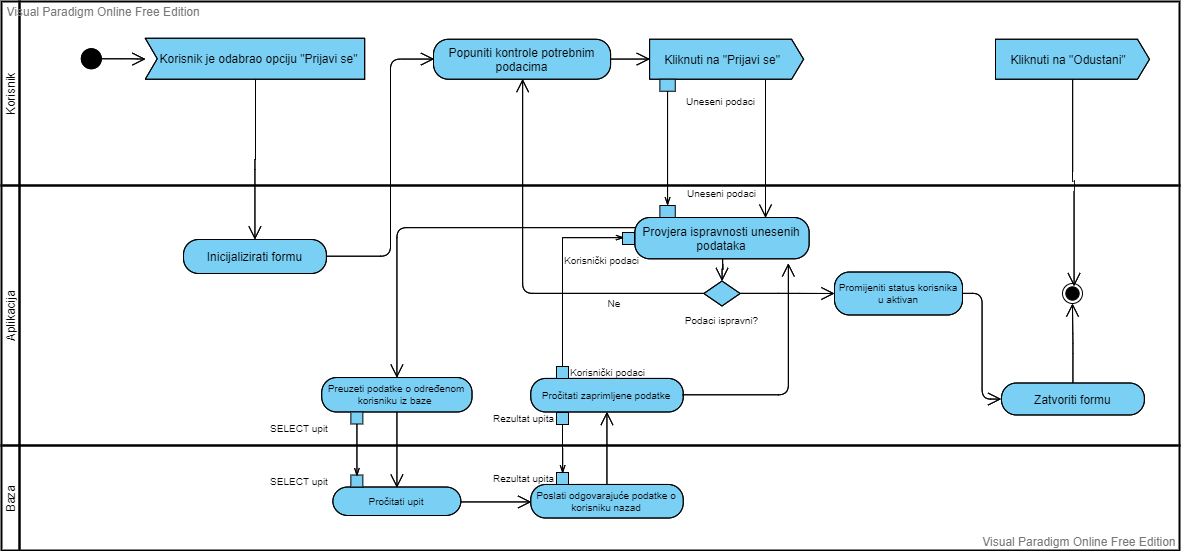 Visual Paradigm Online Free Edition
Korisnik
Korisnik je odabrao opciju "Prijavi se"
Popuniti kontrole potrebnim
podacima
Kliknuti na "Prijavi se"
Kliknuti na "Odustani"
Uneseni podaci
Aplikacija
Uneseni podaci
Provjera ispravnosti unesenih
podataka
Inicijalizirati formu
Korisnički podaci
Ne
Podaci ispravni?
Promijeniti status korisnika
u aktivan
Korisnički podaci
Preuzeti podatke o određenom
korisniku iz baze
Pročitati zaprimljene podatke
Zatvoriti formu
SELECT upit
Rezultat upita
Baza
SELECT upit
Rezultat upita
Pročitati upit
Poslati odgovarajuće podatke o
korisniku nazad
Visual Paradigm Online Free Edition